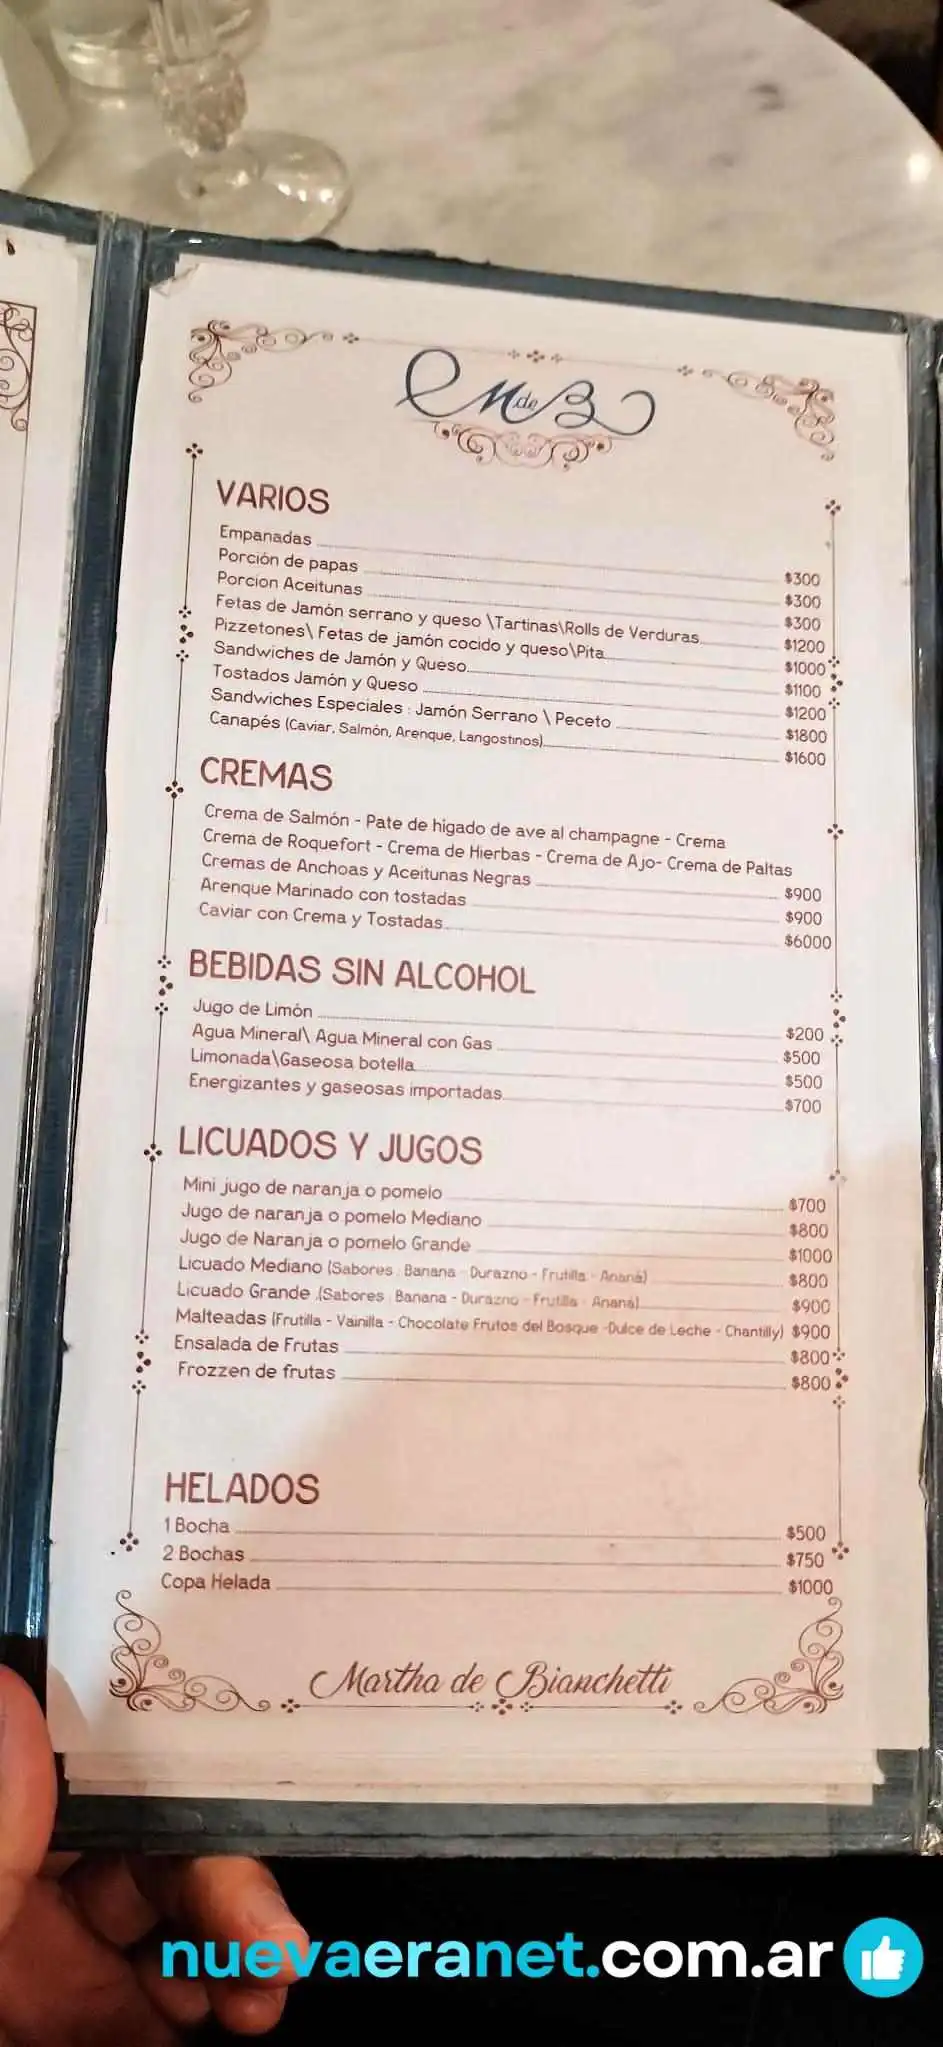 M de B
VARIOS
Empanadas $300
Porción de papas $300
Porcion Aceitunas $300
Fetas de Jamón serrano y queso \Tartinas\Rolls de Verduras $1200
Pizzetones\ Fetas de jamón cocido y queso\Pita $1000
Sandwiches de Jamón y Queso $1100
Tostados Jamón y Queso $1200
Sandwiches Especiales : Jamón Serrano \ Peceto $1800
Canapés (Caviar, Salmón, Arenque, Langostinos) $1600
CREMAS
Crema de Salmón - Pate de higado de ave al champagne - Crema
Crema de Roquefort - Crema de Hierbas - Crema de Ajo- Crema de Paltas
Cremas de Anchoas y Aceitunas Negras $900
Arenque Marinado con tostadas $900
Caviar con Crema y Tostadas $6000
BEBIDAS SIN ALCOHOL
Jugo de Limón $200
Agua Mineral\ Agua Mineral con Gas $500
Limonada\Gaseosa botella $500
Energizantes y gaseosas importadas $700
LICUADOS Y JUGOS
Mini jugo de naranja o pomelo $700
Jugo de naranja o pomelo Mediano $800
Jugo de Naranja o pomelo Grande $1000
Licuado Mediano (Sabores : Banana - Durazno - Frutilla - Ananá) $800
Licuado Grande .(Sabores : Banana - Durazno - Frutilla - Ananá) $900
Malteadas (Frutilla - Vainilla - Chocolate Frutos del Bosque -Dulce de Leche - Chantilly) $900
Ensalada de Frutas $800
Frozzen de frutas $800
HELADOS
1 Bocha $500
2 Bochas $750
Copa Helada $1000
Martha de Bianchetti
nuevaeranet.com.ar